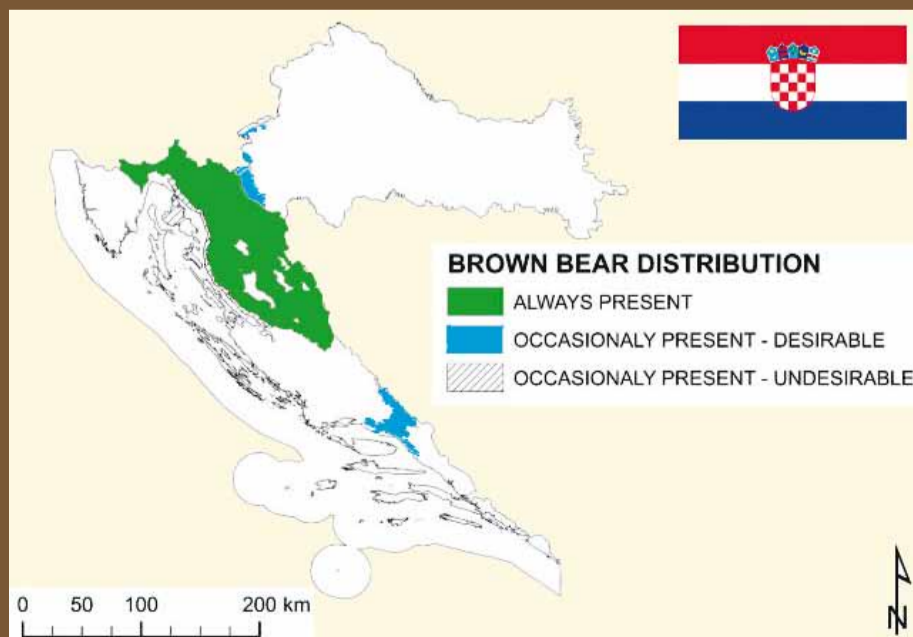 BROWN BEAR DISTRIBUTION
ALWAYS PRESENT
OCCASIONALY PRESENT - DESIRABLE
OCCASIONALY PRESENT - UNDESIRABLE
0 50 100 200 km
N